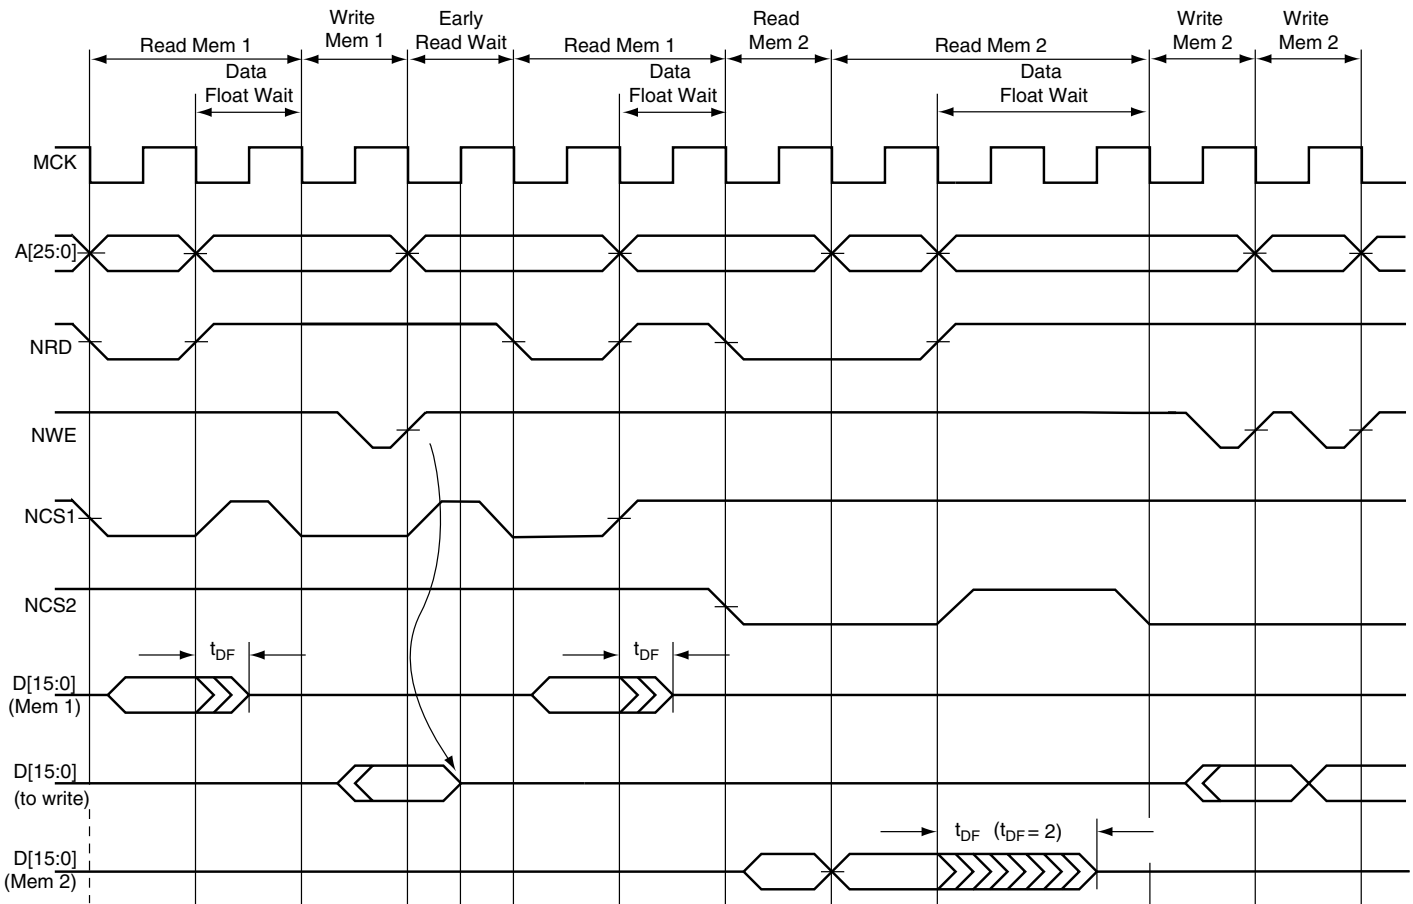 Write
Mem 1
Early
Read Wait
Read
Mem 2
Write
Mem 2
Write
Mem 2
Read Mem 1
Read Mem 1
Read Mem 2
Data
Float Wait
Data
Float Wait
Data
Float Wait
MCK
A[25:0]
NRD
NWE
NCS1
NCS2
tDF
tDF
D[15:0]
(Mem 1)
D[15:0]
(to write)
tDF (tDF = 2)
D[15:0]
(Mem 2)